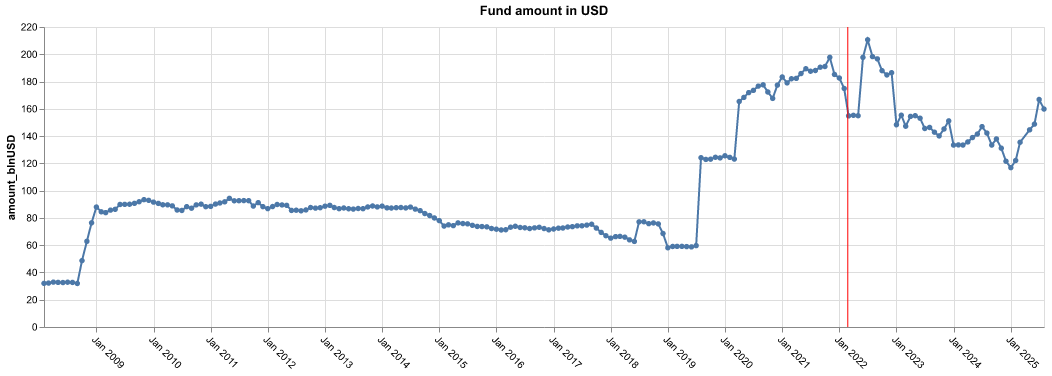 Fund amount in USD
amount_blnUSD
220
200
180
160
140
120
100
80
60
40
20
0
Jan 2009
Jan 2010
Jan 2011
Jan 2012
Jan 2013
Jan 2014
Jan 2015
Jan 2016
Jan 2017
Jan 2018
Jan 2019
Jan 2020
Jan 2021
Jan 2022
Jan 2023
Jan 2024
Jan 2025